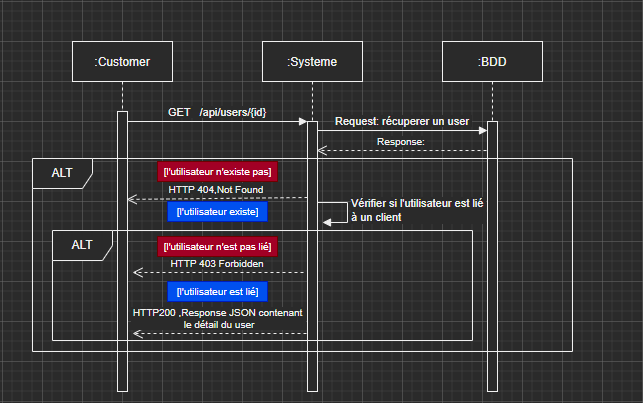 :Customer
:Systeme
:BDD
GET /api/users/{id}
Request: récuperer un user
Response:
ALT
[l'utilisateur n'existe pas]
HTTP 404,Not Found
[l'utilisateur existe]
Vérifier si l'utilisateur est lié
à un client
ALT
[l'utilisateur n'est pas lié]
HTTP 403 Forbidden
[l'utilisateur est lié]
HTTP200 ,Response JSON contenant
le détail du user